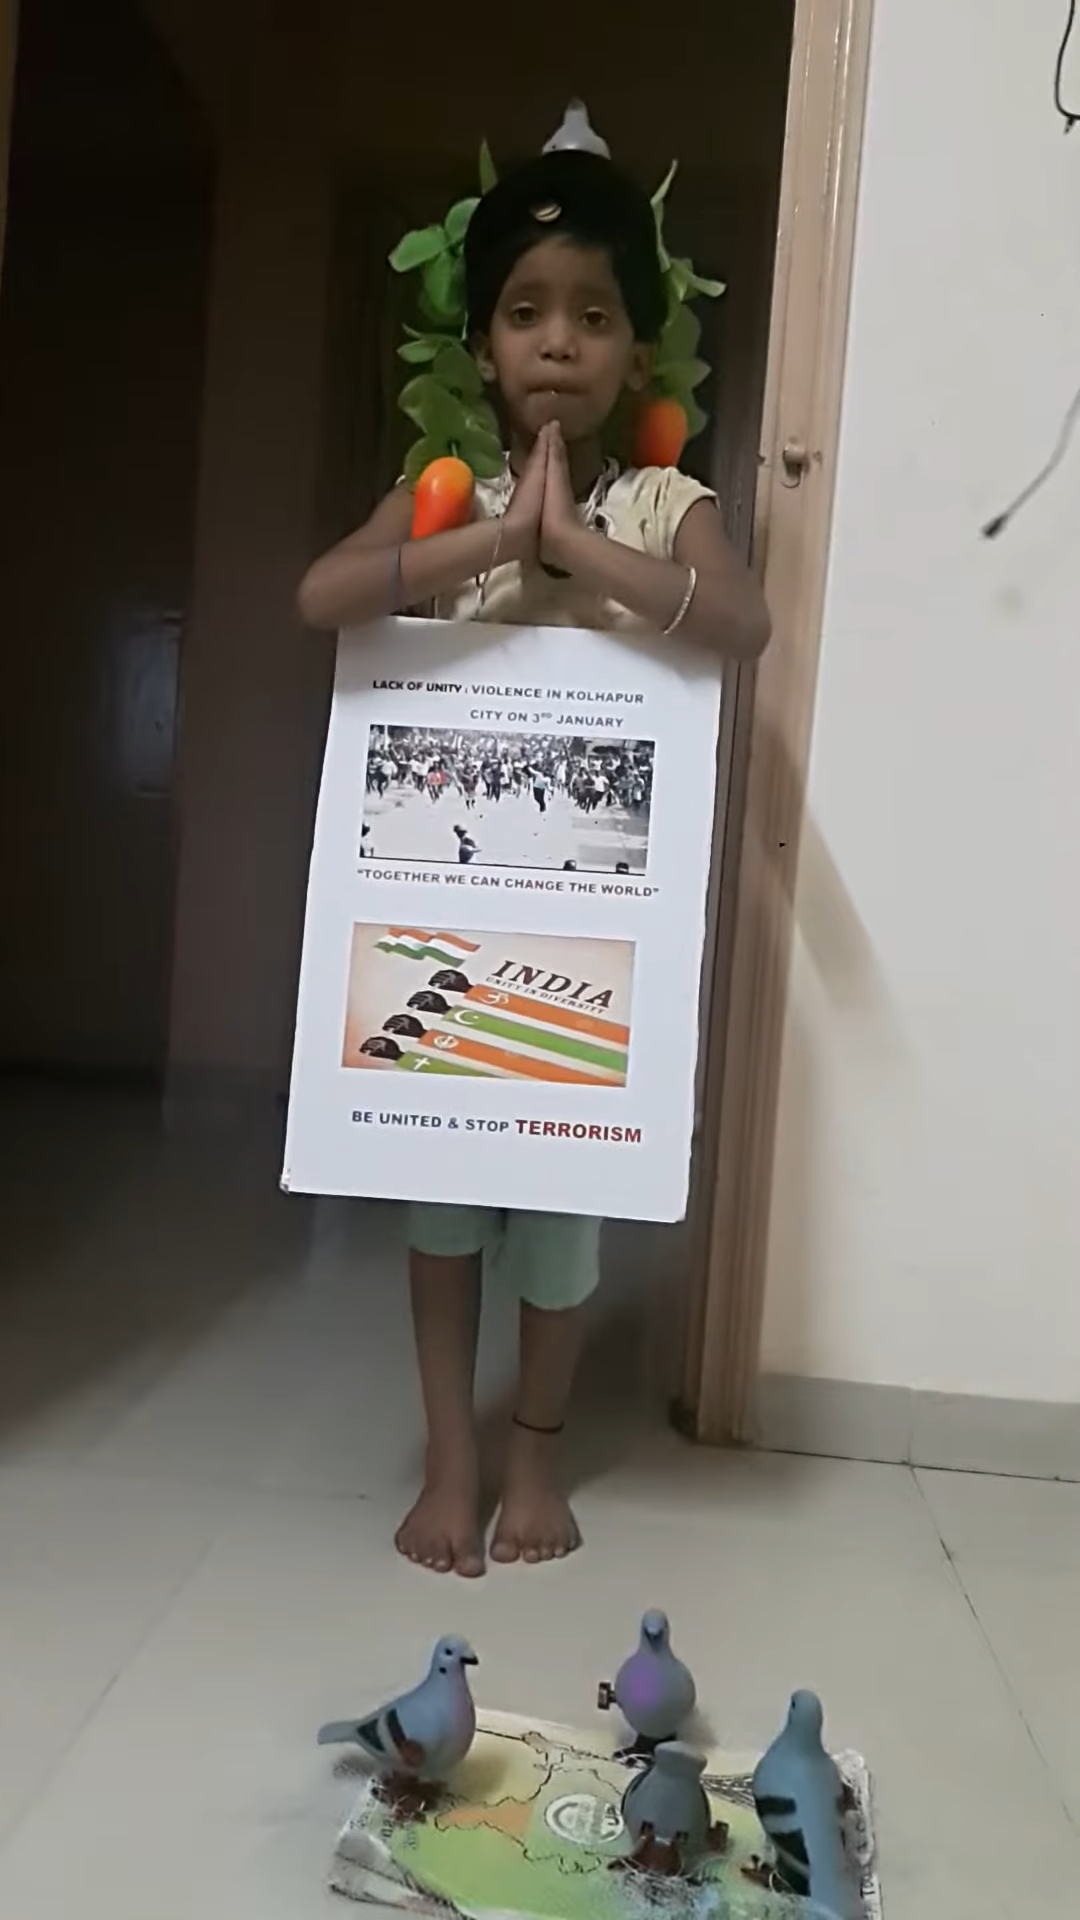 LACK OF UNITY : VIOLENCE IN KOLHAPUR
CITY ON 3RD JANUARY
"TOGETHER WE CAN CHANGE THE WORLD"
INDIA
UNITY IN DIVERSITY
BE UNITED & STOP TERRORISM